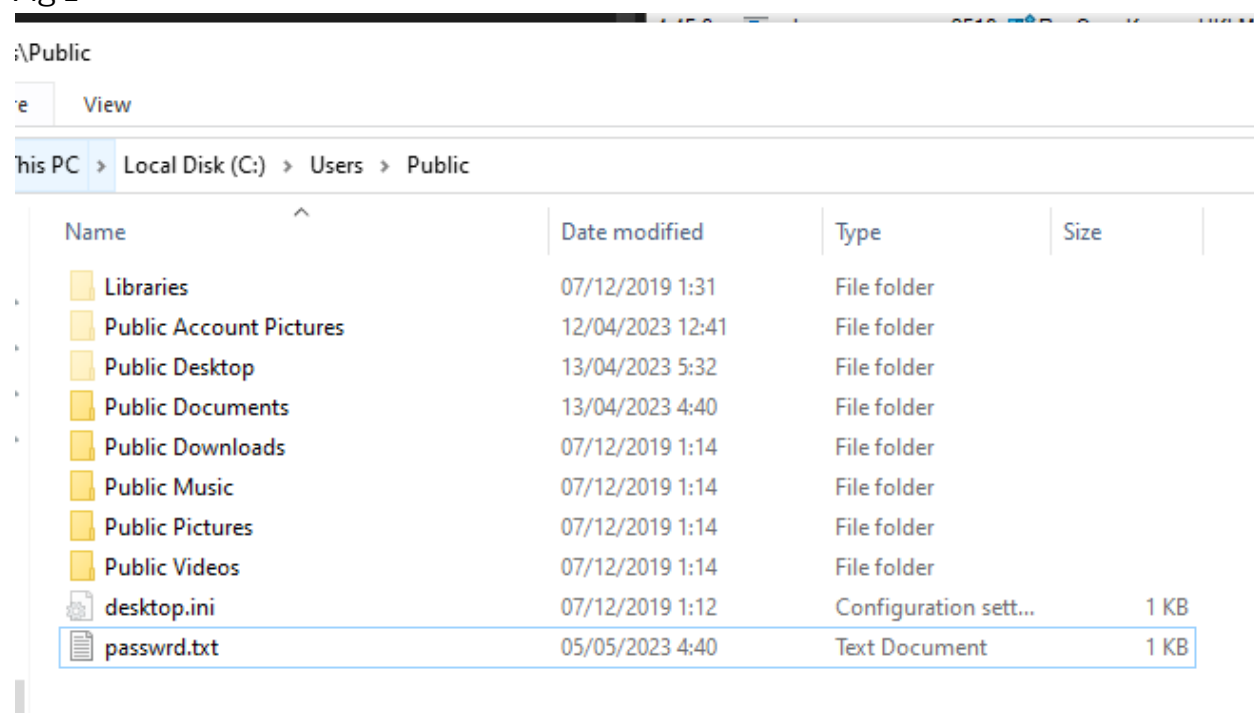 s\Public
re View
This PC > Local Disk (C:) > Users > Public
Name Date modified Type Size
Libraries 07/12/2019 1:31 File folder
Public Account Pictures 12/04/2023 12:41 File folder
Public Desktop 13/04/2023 5:32 File folder
Public Documents 13/04/2023 4:40 File folder
Public Downloads 07/12/2019 1:14 File folder
Public Music 07/12/2019 1:14 File folder
Public Pictures 07/12/2019 1:14 File folder
Public Videos 07/12/2019 1:14 File folder
desktop.ini 07/12/2019 1:12 Configuration sett... 1 KB
passwrd.txt 05/05/2023 4:40 Text Document 1 KB